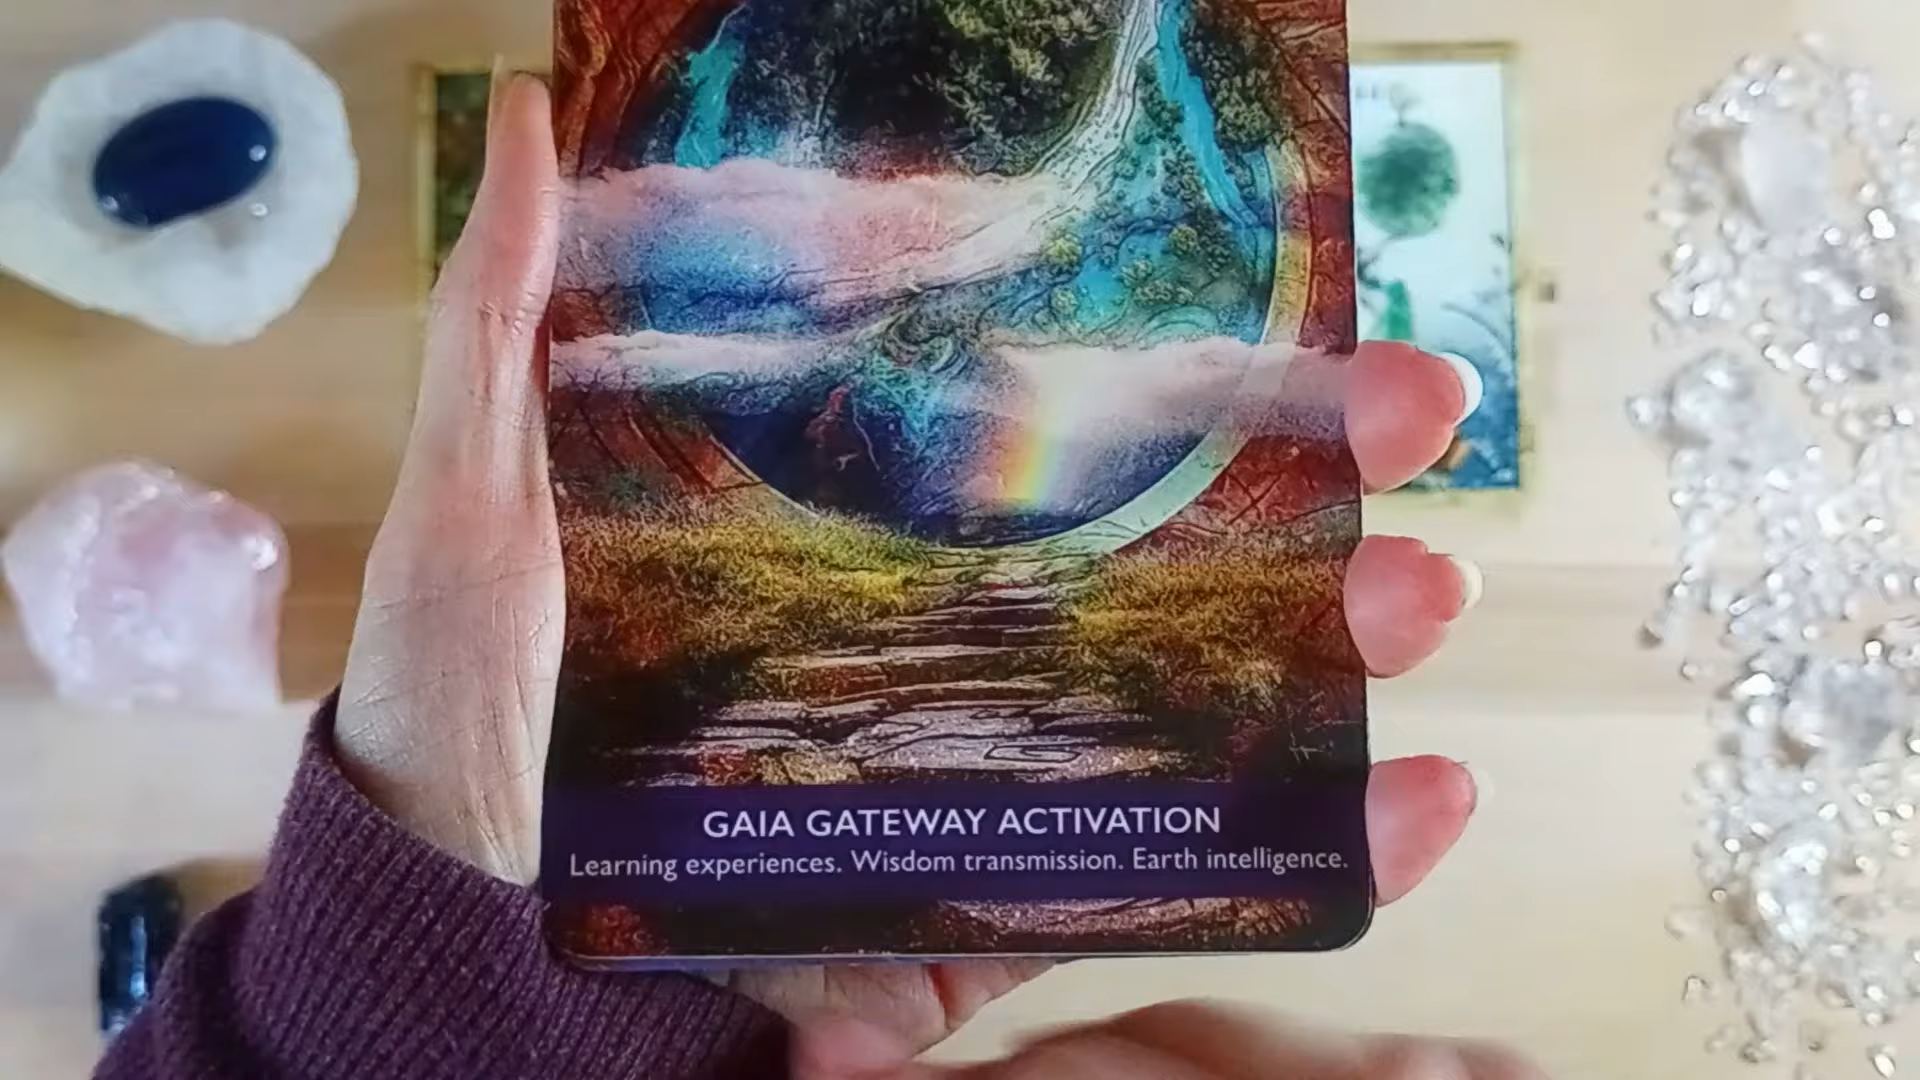 GAIA GATEWAY ACTIVATION
Learning experiences. Wisdom transmission. Earth intelligence.